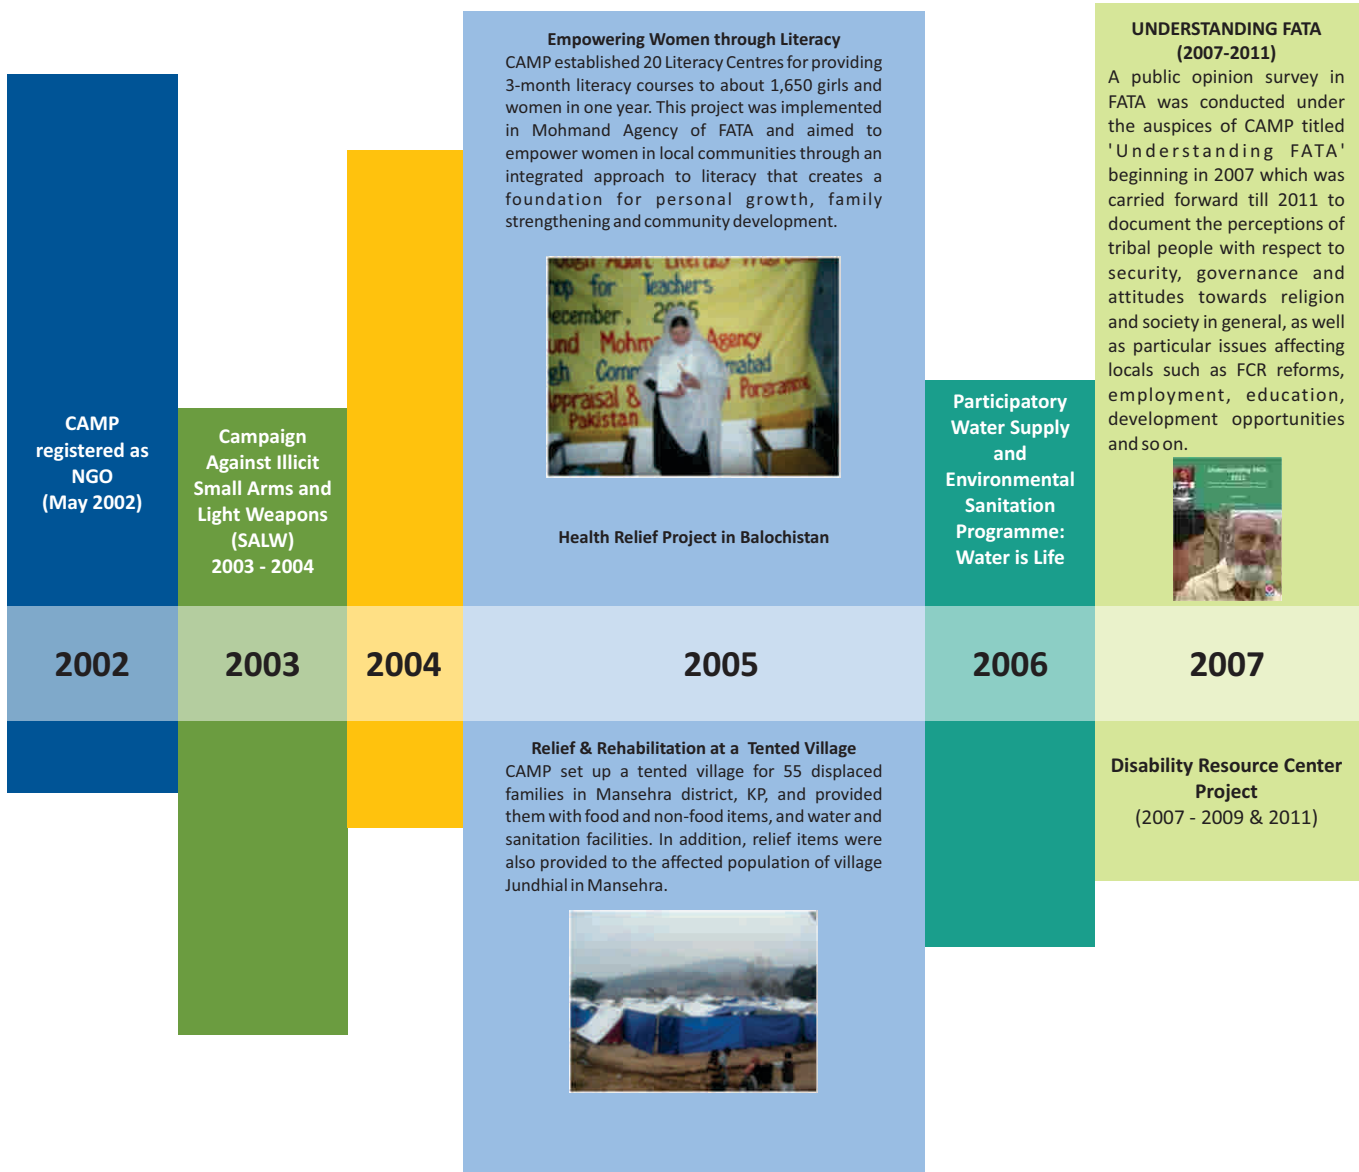 CAMP
registered as
NGO
(May 2002)
Campaign
Against Illicit
Small Arms and
Light Weapons
(SALW)
2003 - 2004
Empowering Women through Literacy
CAMP established 20 Literacy Centres for providing
3-month literacy courses to about 1,650 girls and
women in one year. This project was implemented
in Mohmand Agency of FATA and aimed to
empower women in local communities through an
integrated approach to literacy that creates a
foundation for personal growth, family
strengthening and community development.
for Teachers
2005
Mohm Agency
Appraisal &
Pakistan
Health Relief Project in Balochistan
Participatory
Water Supply
and
Environmental
Sanitation
Programme:
Water is Life
UNDERSTANDING FATA
(2007-2011)
A public opinion survey in
FATA was conducted under
the auspices of CAMP titled
'Understanding FATA'
beginning in 2007 which was
carried forward till 2011 to
document the perceptions of
tribal people with respect to
security, governance and
attitudes towards religion
and society in general, as well
as particular issues affecting
locals such as FCR reforms,
employment, education,
development opportunities
and so on.
Understanding FATA
2011
2002
2003
2004
2005
2006
2007
Relief & Rehabilitation at a Tented Village
CAMP set up a tented village for 55 displaced
families in Mansehra district, KP, and provided
them with food and non-food items, and water and
sanitation facilities. In addition, relief items were
also provided to the affected population of village
Jundhial in Mansehra.
Disability Resource Center
Project
(2007 - 2009 & 2011)